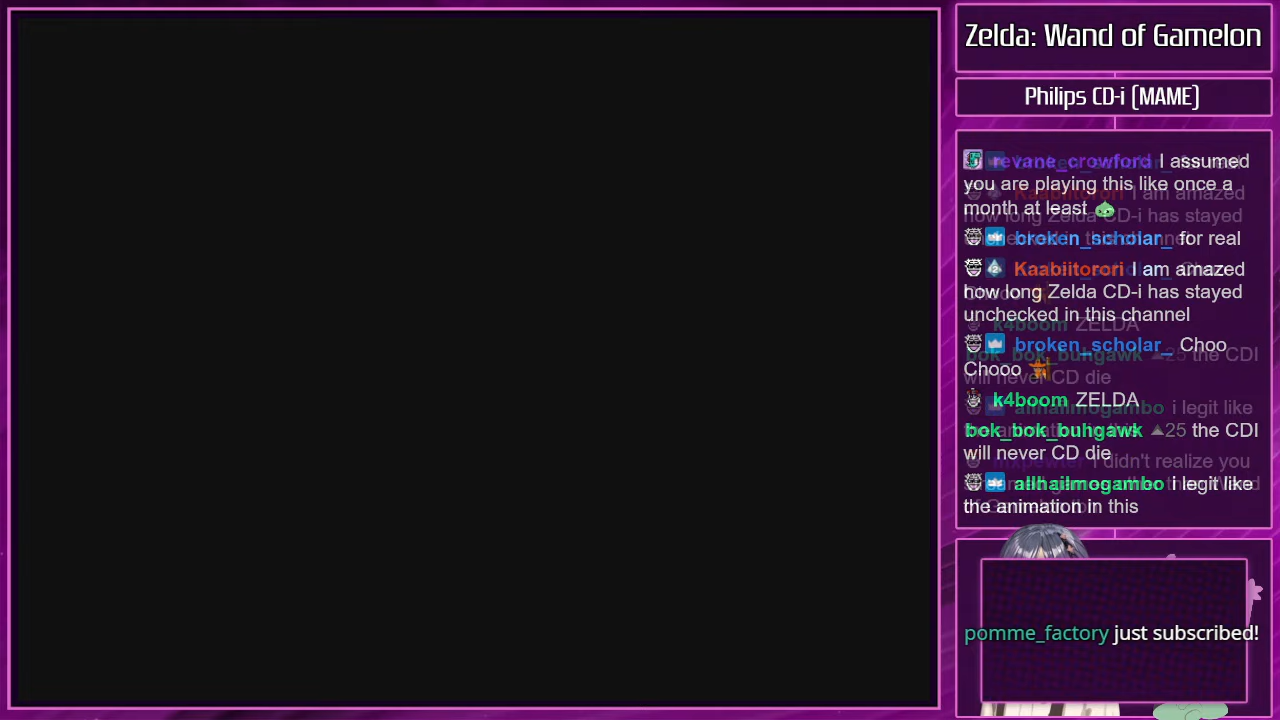 Zelda: Wand of Gamelon
Philips CD-i [MAME]
revane_crowford I assumed
you are playing this like once a
month at least
broken_scholar_ for real
Kaabiitorori I am amazed
how long Zelda CD-i has stayed
unchecked in this channel
broken_scholar_ Choo
Chooo
k4boom ZELDA
bok_bok_buhgawk 25 the CDI
will never CD die
allhailmogambo i legit like
the animation in this
pomme_factory just subscribed!